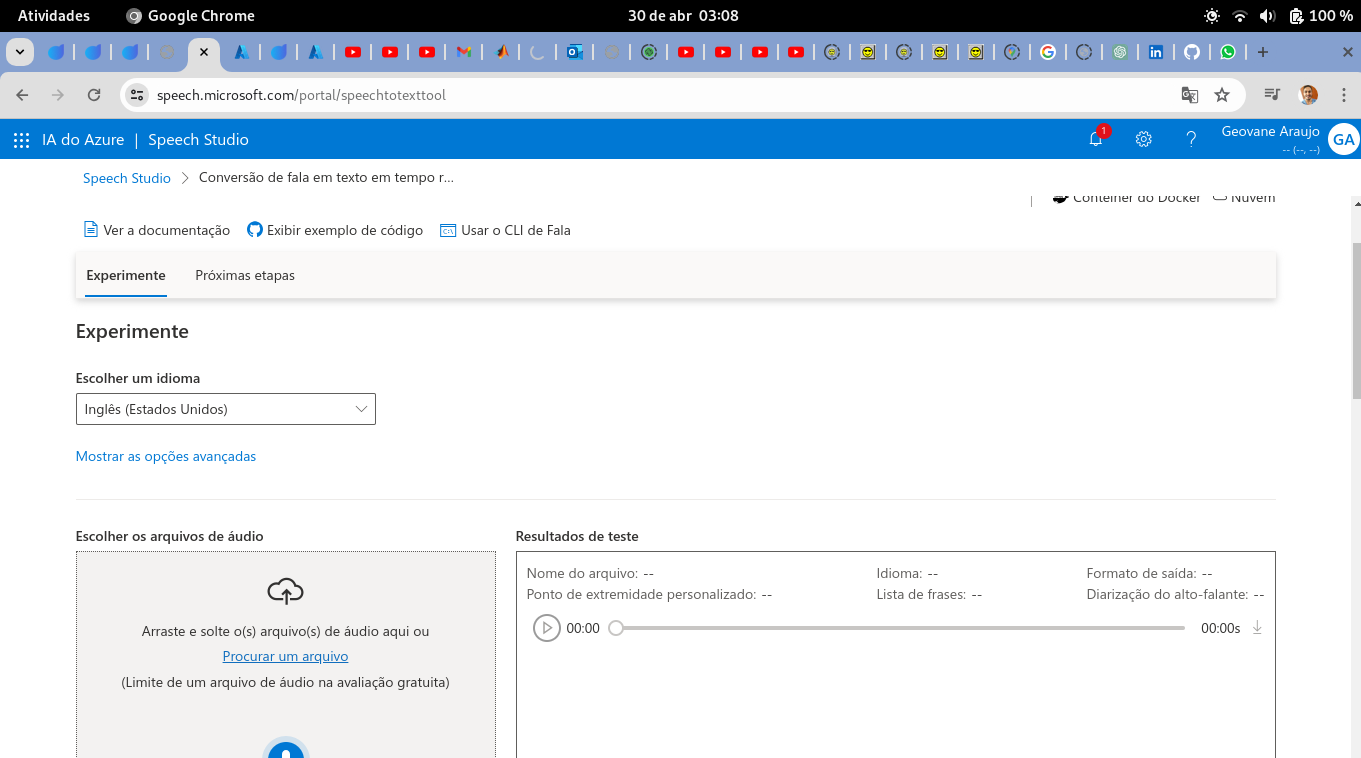 Atividades Google Chrome 30 de abr 03:08 100 %
speech.microsoft.com/portal/speechtotexttool
IA do Azure | Speech Studio 1 ? Geovane Araujo GA
-- (--, --)
Speech Studio > Conversão de fala em texto em tempo r...
Contêiner do Docker Nuvem
Ver a documentação Exibir exemplo de código Usar o CLI de Fala
Experimente Próximas etapas
Experimente
Escolher um idioma
Inglês (Estados Unidos)
Mostrar as opções avançadas
Escolher os arquivos de áudio Resultados de teste
Nome do arquivo: -- Idioma: -- Formato de saída: --
Ponto de extremidade personalizado: -- Lista de frases: -- Diarização do alto-falante: --
00:00 00:00s
Arraste e solte o(s) arquivo(s) de áudio aqui ou
Procurar um arquivo
(Limite de um arquivo de áudio na avaliação gratuita)